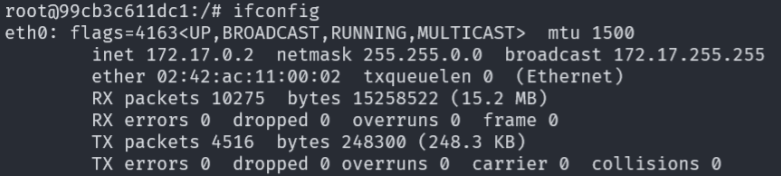 root@99cb3c611dc1:/# ifconfig
eth0: flags=4163<UP,BROADCAST,RUNNING,MULTICAST>  mtu 1500
        inet 172.17.0.2  netmask 255.255.0.0  broadcast 172.17.255.255
        ether 02:42:ac:11:00:02  txqueuelen 0  (Ethernet)
        RX packets 10275  bytes 15258522 (15.2 MB)
        RX errors 0  dropped 0  overruns 0  frame 0
        TX packets 4516  bytes 248300 (248.3 KB)
        TX errors 0  dropped 0 overruns 0  carrier 0  collisions 0